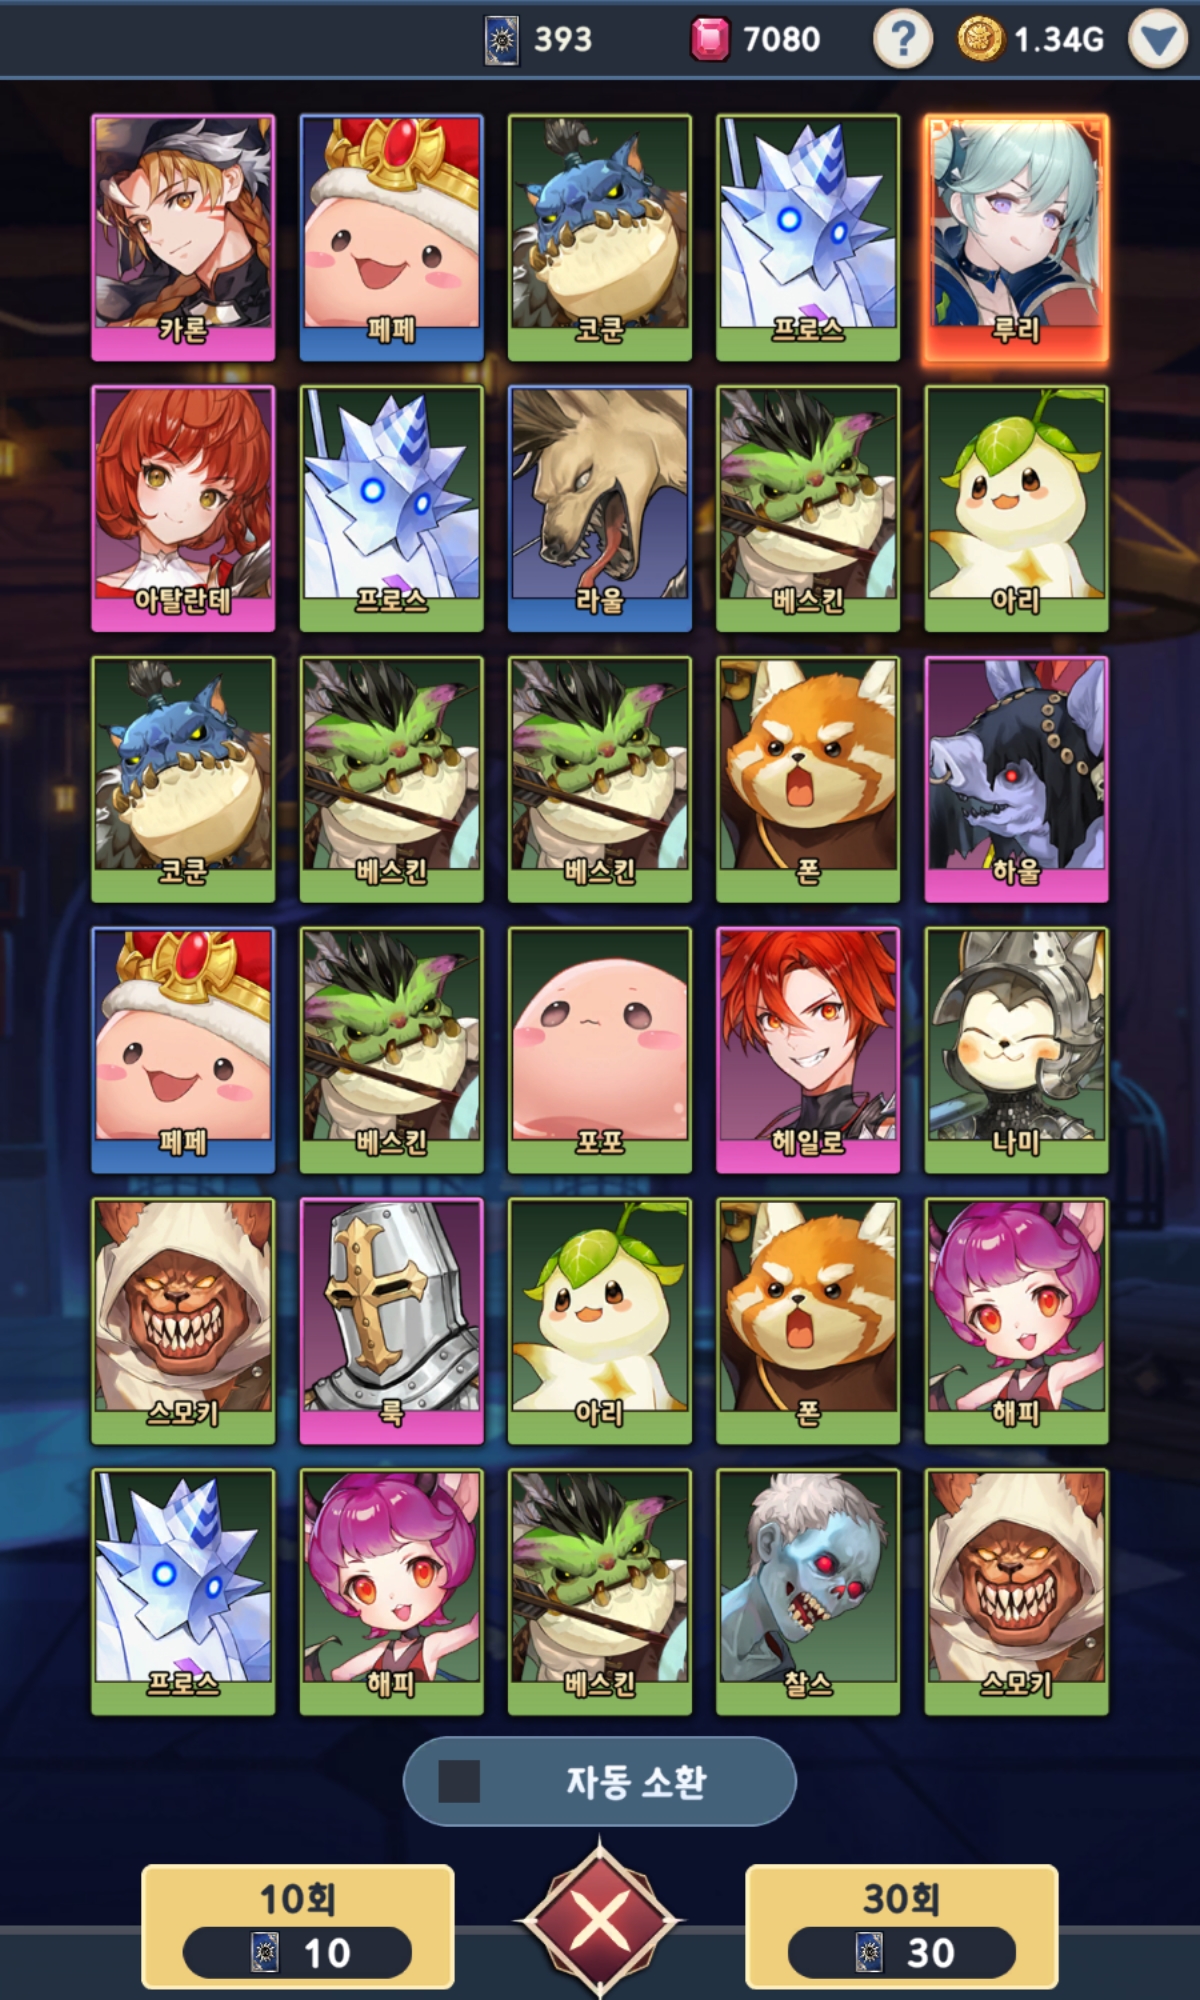 393
7080
?
1.34G
카론
페페
코쿤
프로스
루리
아탈란테
프로스
라울
베스킨
아리
코쿤
베스킨
베스킨
폰
하울
페페
베스킨
포포
헤일로
나미
스모키
룩
아리
폰
해피
프로스
해피
베스킨
찰스
스모키
자동 소환
10회
10
30회
30